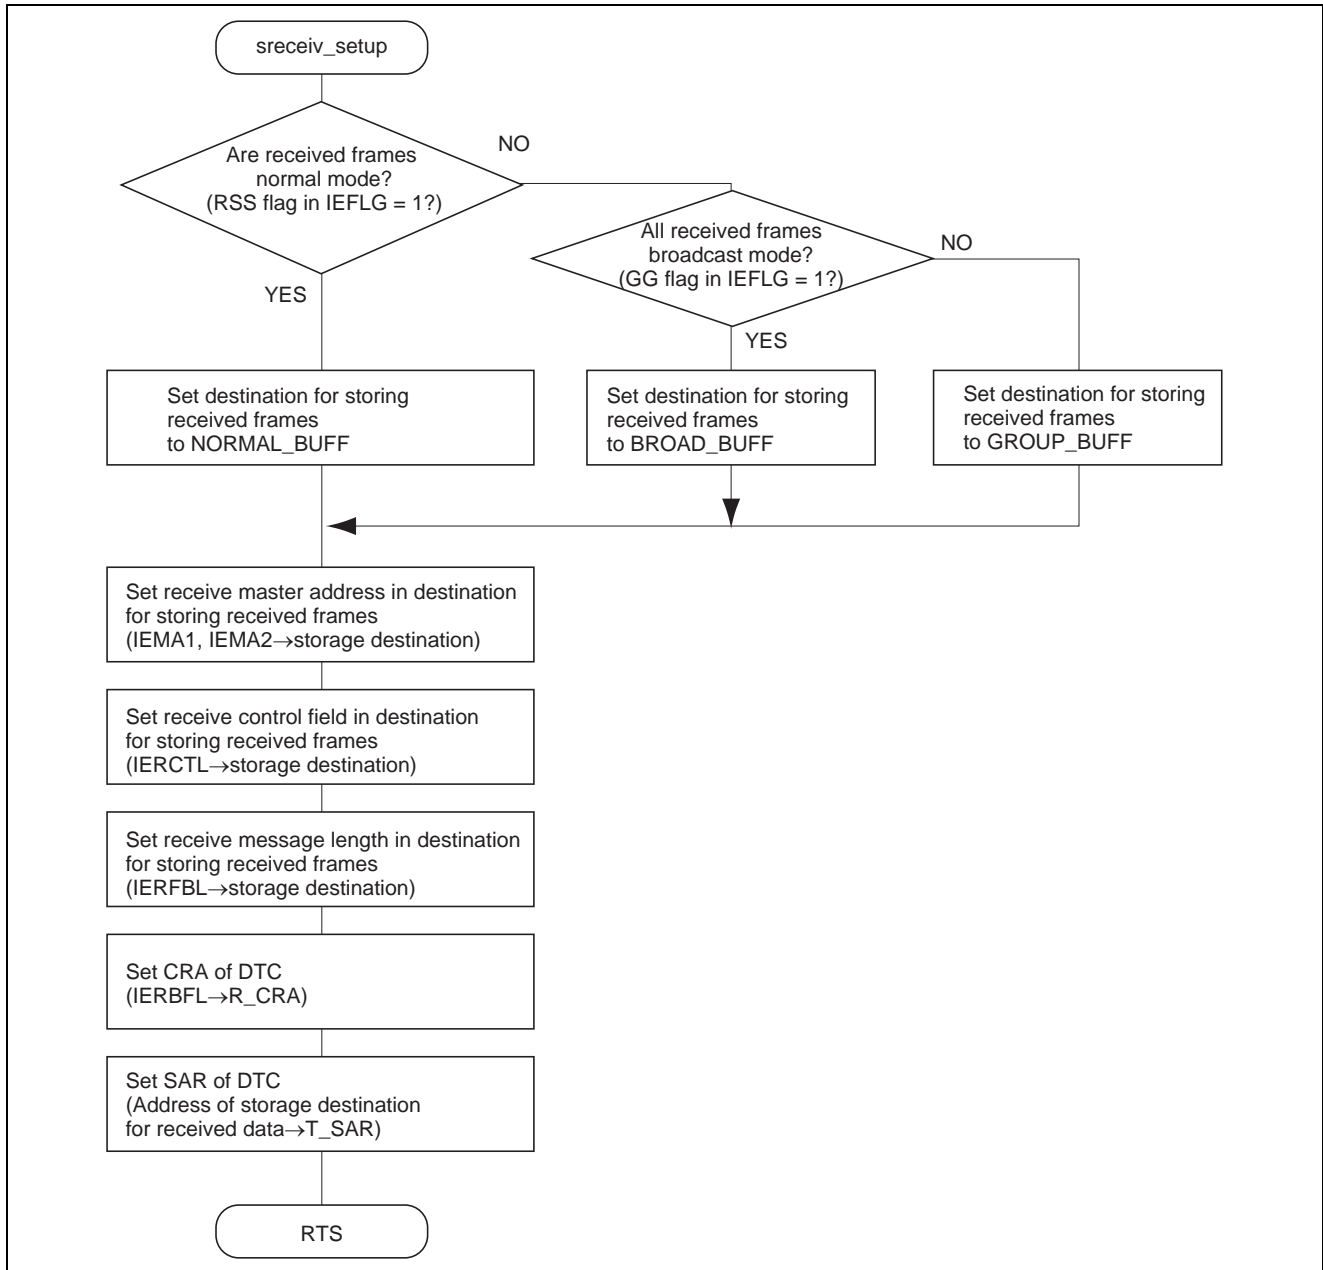 sreceiv_setup
Are received frames
normal mode?
(RSS flag in IEFLG = 1?)
NO
YES
All received frames
broadcast mode?
(GG flag in IEFLG = 1?)
NO
YES
Set destination for storing
received frames
to NORMAL_BUFF
Set destination for storing
received frames
to BROAD_BUFF
Set destination for storing
received frames
to GROUP_BUFF
Set receive master address in destination
for storing received frames
(IEMA1, IEMA2→storage destination)
Set receive control field in destination
for storing received frames
(IERCTL→storage destination)
Set receive message length in destination
for storing received frames
(IERFBL→storage destination)
Set CRA of DTC
(IERBFL→R_CRA)
Set SAR of DTC
(Address of storage destination
for received data→T_SAR)
RTS